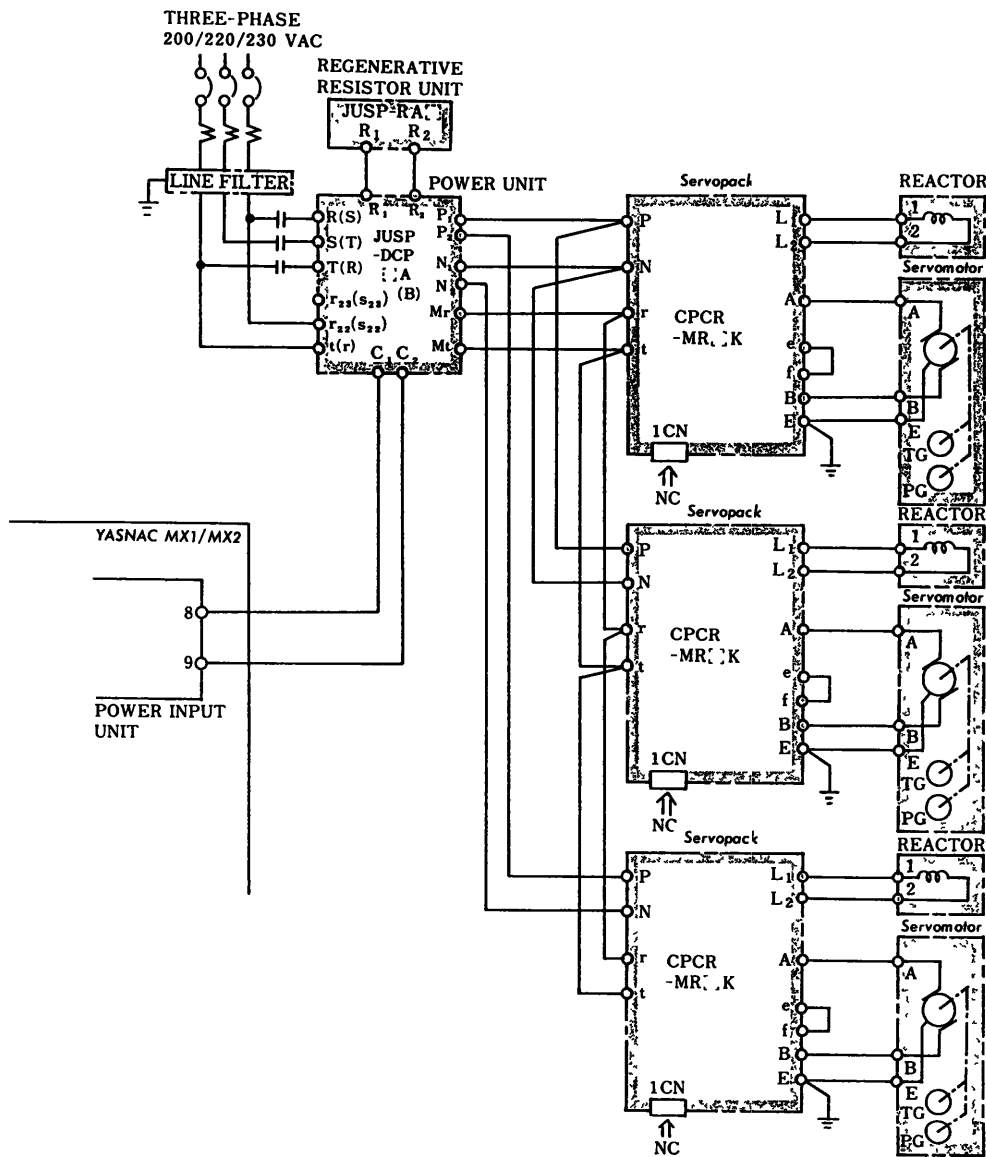 THREE-PHASE
200/220/230 VAC
REGENERATIVE
RESISTOR UNIT
JUSP-RA
R1 R2
LINE FILTER
POWER UNIT
R1 R2
R(S)
S(T)
T(R)
r23(s23)
r22(s22)
t(r)
JUSP
-DCP
A
(B)
P1
P2
N
N
Mr
Mt
C1 C2
YASNAC MX1/MX2
8
9
POWER INPUT
UNIT
Servopack
P
N
r
t
CPCR
-MR K
L
L2
A
e
f
B
E
1CN
NC
REACTOR
1
2
Servomotor
A
B
E
TG
PG
Servopack
P
N
r
t
CPCR
-MR K
L1
L2
A
e
f
B
E
1CN
NC
REACTOR
1
2
Servomotor
A
B
E
TG
PG
Servopack
P
N
r
t
CPCR
-MR K
L1
L2
A
e
f
B
E
1CN
NC
REACTOR
1
2
Servomotor
A
B
E
TG
PG